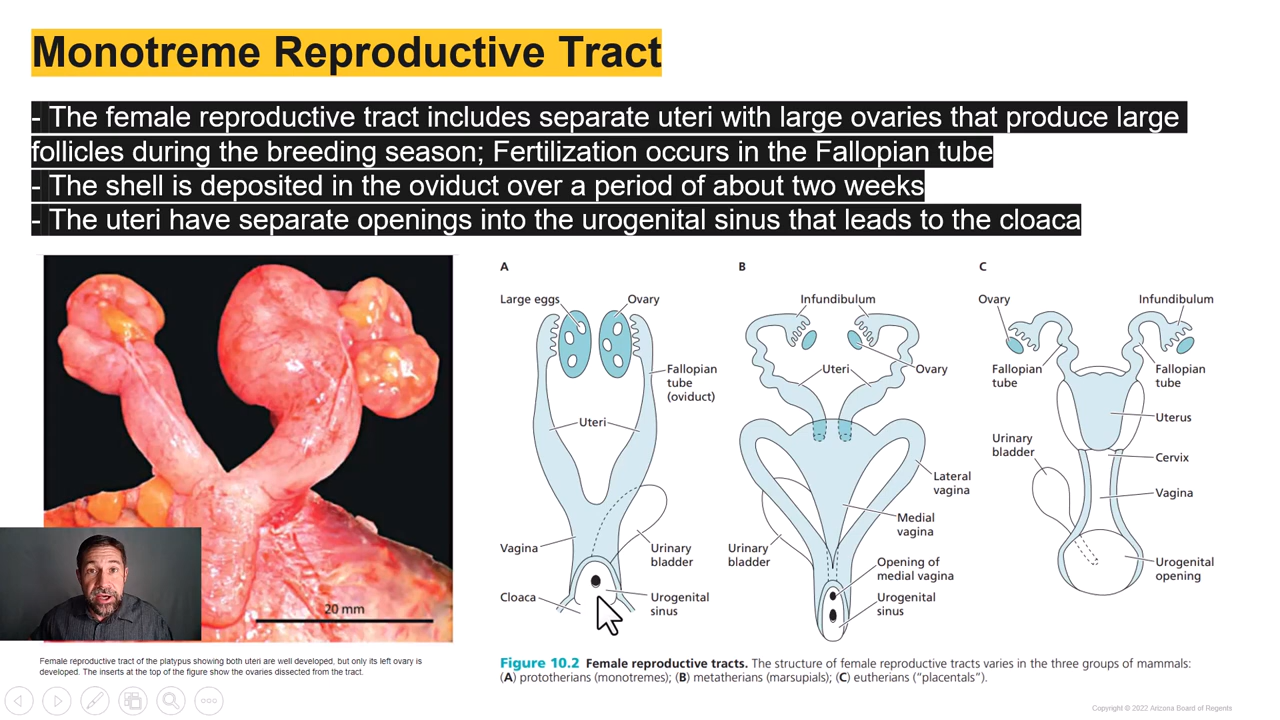 Monotreme Reproductive Tract
- The female reproductive tract includes separate uteri with large ovaries that produce large
follicles during the breeding season; Fertilization occurs in the Fallopian tube
- The shell is deposited in the oviduct over a period of about two weeks
- The uteri have separate openings into the urogenital sinus that leads to the cloaca
20 mm
Female reproductive tract of the platypus showing both uteri are well developed, but only its left ovary is
developed. The inserts at the top of the figure show the ovaries dissected from the tract.
A
Large eggs
Ovary
Fallopian
tube
(oviduct)
Uteri
Vagina
Urinary
bladder
Cloaca
Urogenital
sinus
B
Infundibulum
Uteri
Ovary
Lateral
vagina
Medial
vagina
Urinary
bladder
Opening of
medial vagina
Urogenital
sinus
C
Ovary
Infundibulum
Fallopian
tube
Fallopian
tube
Uterus
Urinary
bladder
Cervix
Vagina
Urogenital
opening
Figure 10.2 Female reproductive tracts. The structure of female reproductive tracts varies in the three groups of mammals:
(A) prototherians (monotremes); (B) metatherians (marsupials); (C) eutherians (“placentals”).
Copyright © 2022 Arizona Board of Regents